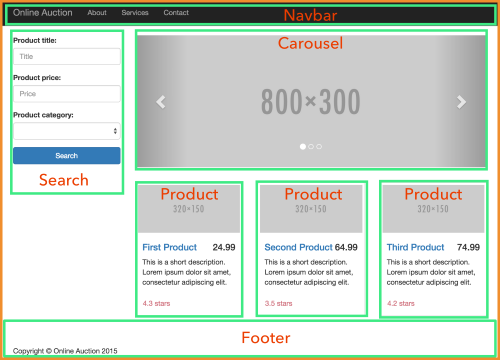 Online Auction About Services Contact Navbar
Product title:
Title
Product price:
Price
Product category:
Search
Search
Carousel
800×300
Product
320×150
First Product 24.99
This is a short description.
Lorem ipsum dolor sit amet,
consectetur adipiscing elit.
4.3 stars
Product
320×150
Second Product 64.99
This is a short description.
Lorem ipsum dolor sit amet,
consectetur adipiscing elit.
3.5 stars
Product
320×150
Third Product 74.99
This is a short description.
Lorem ipsum dolor sit amet,
consectetur adipiscing elit.
4.2 stars
Footer
Copyright © Online Auction 2015